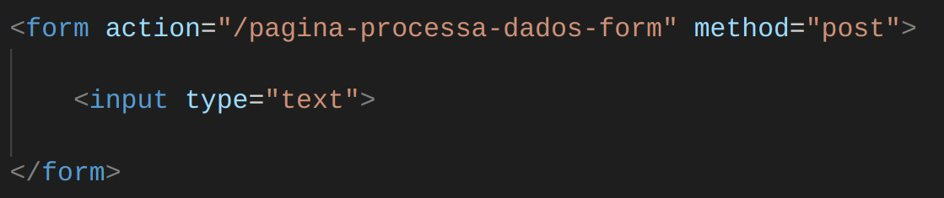 <form action="/pagina-processa-dados-form" method="post">
<input type="text">
</form>